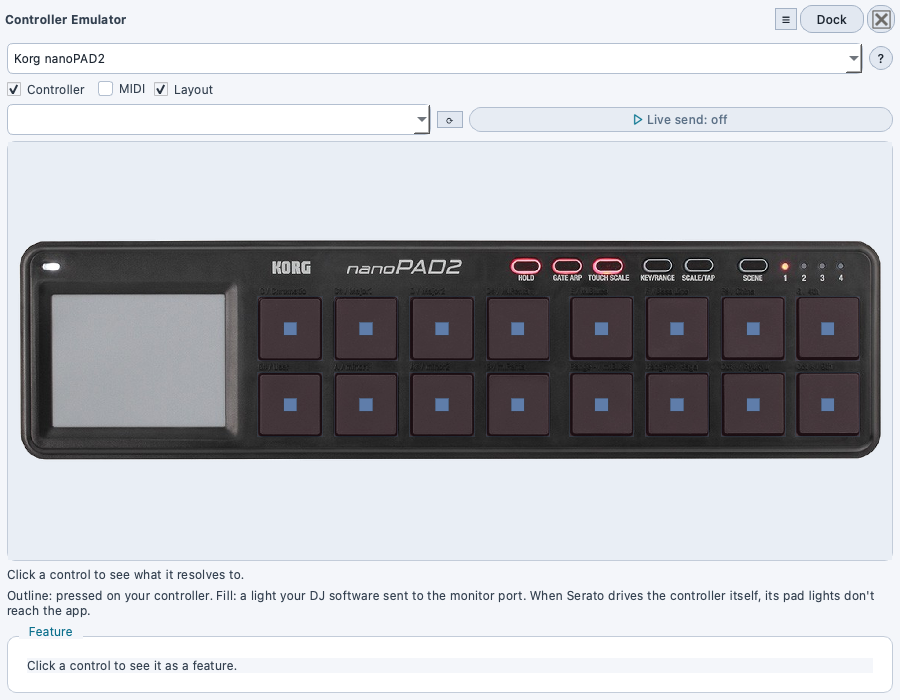 Controller Emulator
≡ Dock
Korg nanoPAD2
?
Controller MIDI Layout
Live send: off
KORG nanoPAD2
HOLD GATE ARP TOUCH SCALE KEY/RANGE SCALE/TAP SCENE 1 2 3 4
Click a control to see what it resolves to.
Outline: pressed on your controller. Fill: a light your DJ software sent to the monitor port. When Serato drives the controller itself, its pad lights don't
reach the app.
Feature
Click a control to see it as a feature.